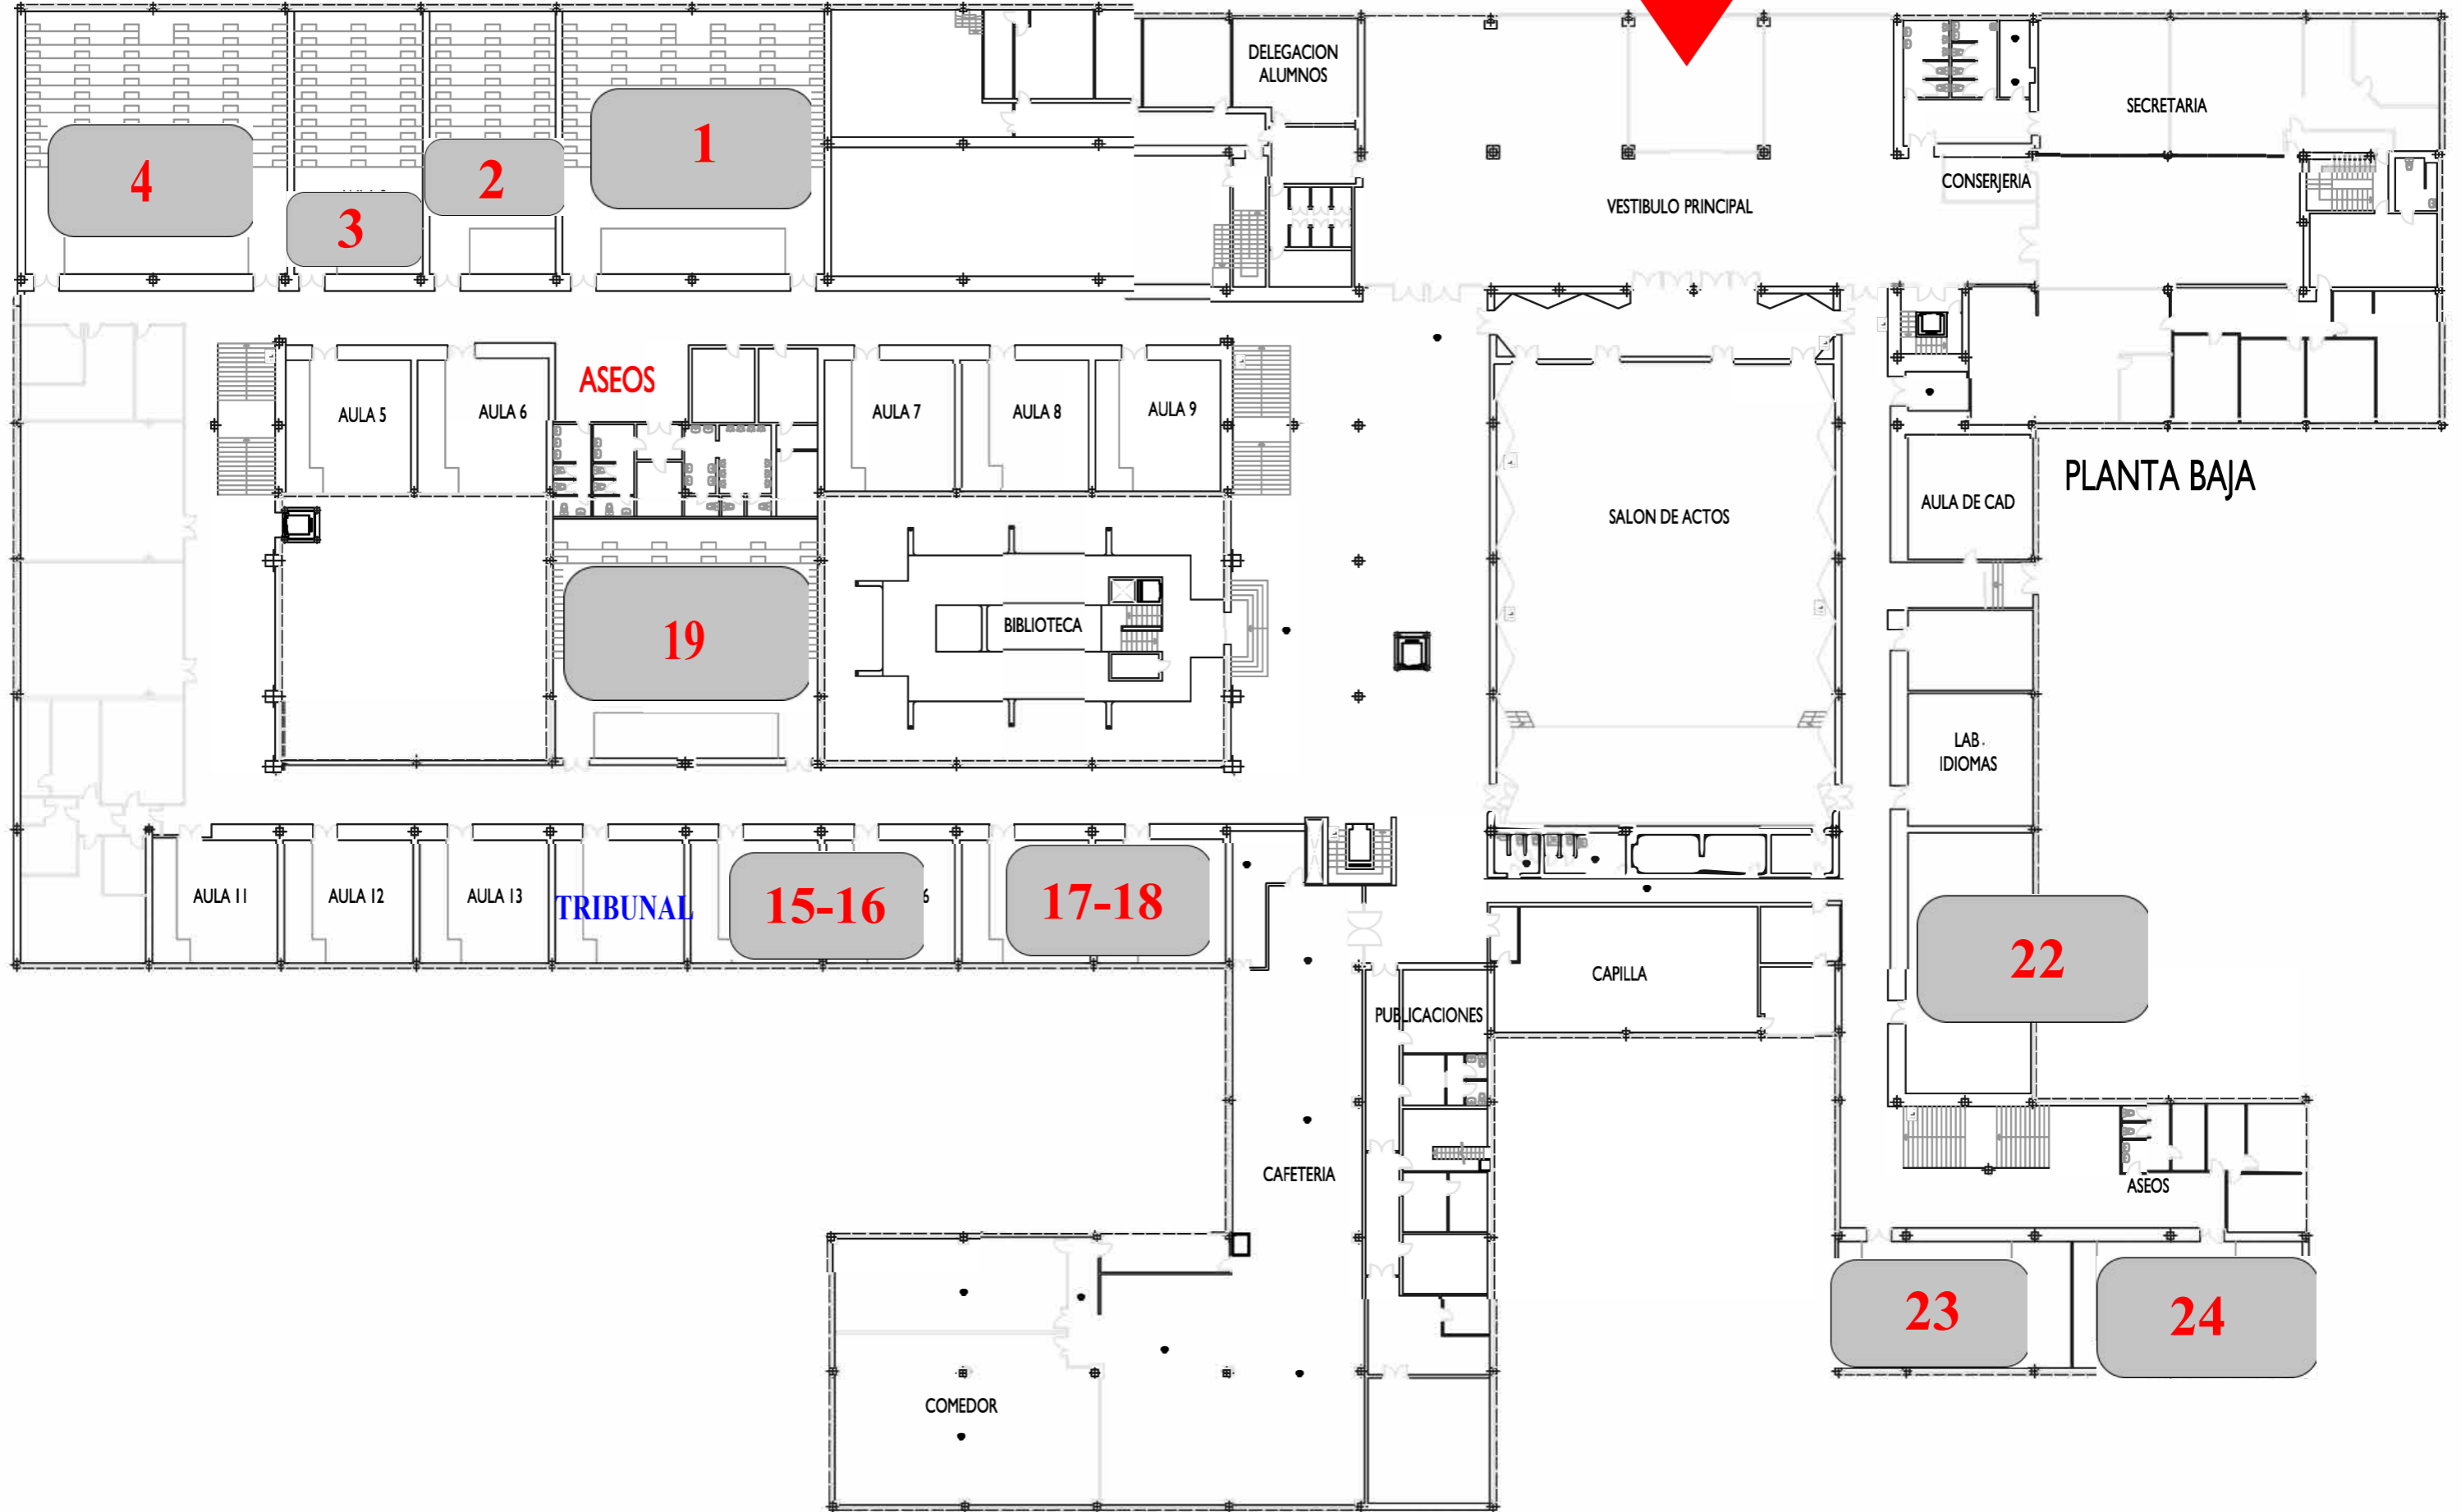 DELEGACION
ALUMNOS
SECRETARIA
1
2
3
4
CONSERJERIA
VESTIBULO PRINCIPAL
ASEOS
AULA 5
AULA 6
AULA 7
AULA 8
AULA 9
PLANTA BAJA
AULA DE CAD
SALON DE ACTOS
19
BIBLIOTECA
LAB.
IDIOMAS
AULA 11
AULA 12
AULA 13
TRIBUNAL
15-16
6
17-18
22
CAPILLA
PUBLICACIONES
CAFETERIA
ASEOS
23
24
COMEDOR